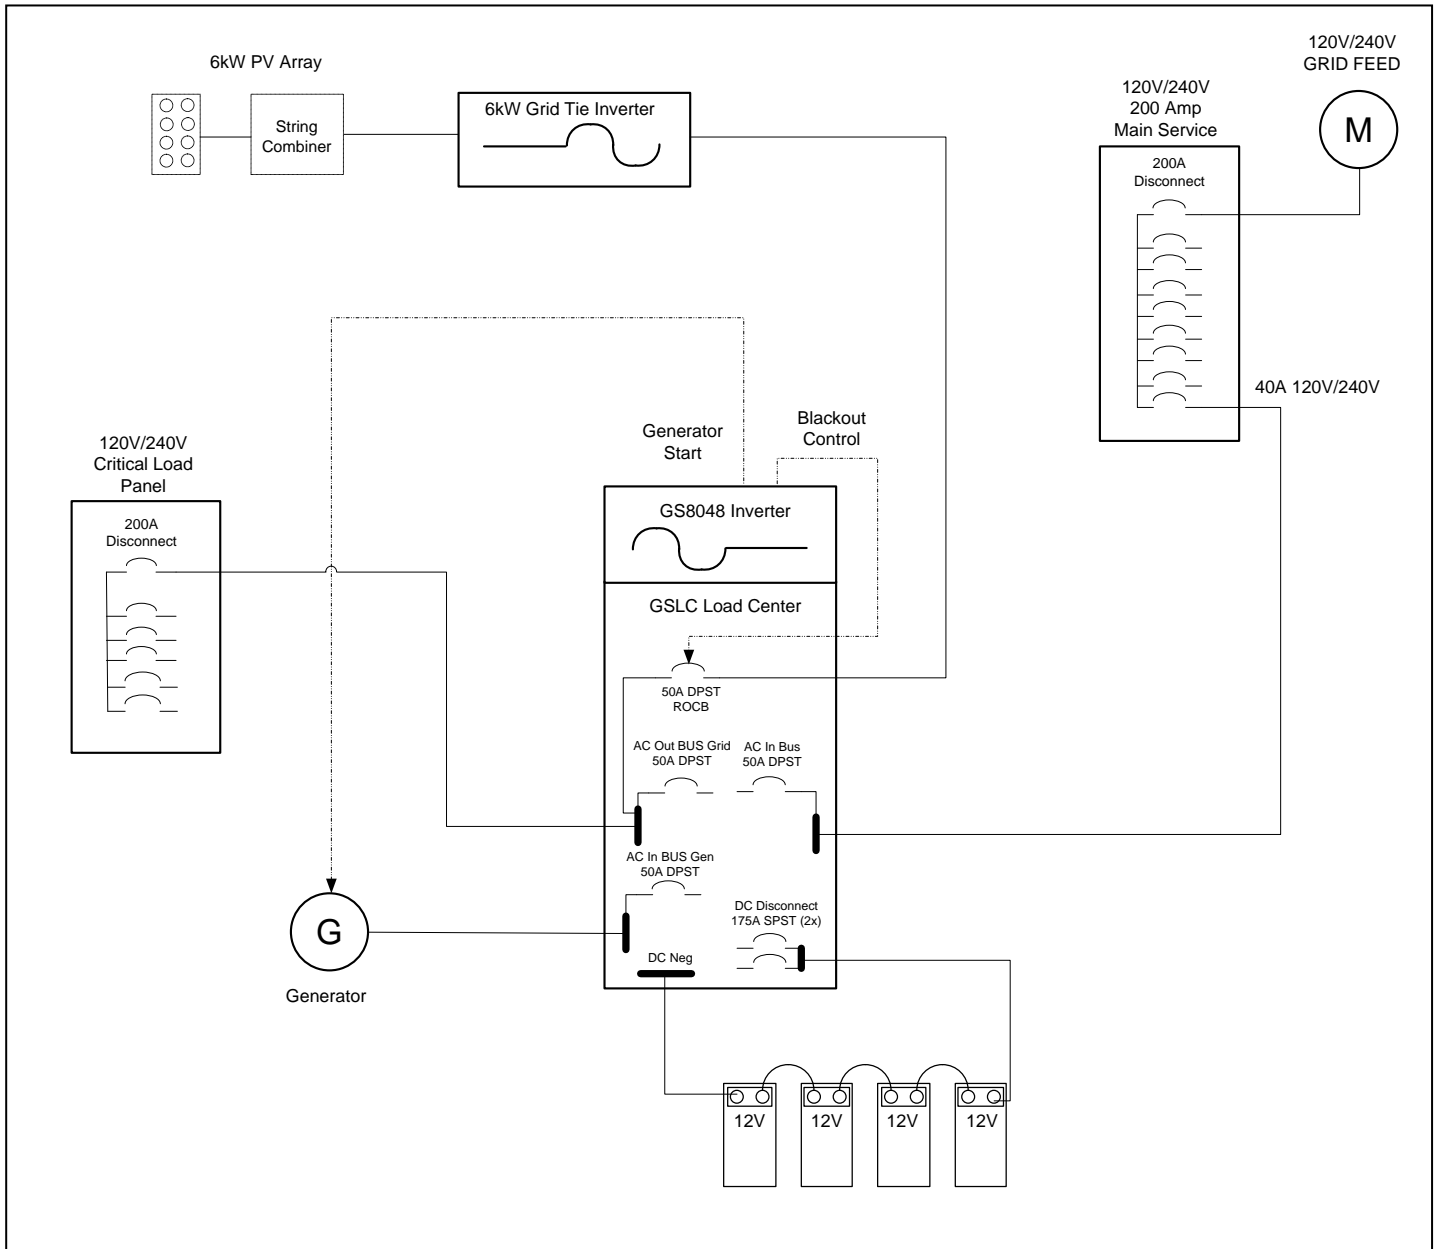 120V/240V
GRID FEED
6kW PV Array
120V/240V
200 Amp
Main Service
String
Combiner
6kW Grid Tie Inverter
M
200A
Disconnect
40A 120V/240V
Blackout
Control
Generator
Start
120V/240V
Critical Load
Panel
200A
Disconnect
GS8048 Inverter
GSLC Load Center
50A DPST
ROCB
AC Out BUS Grid
50A DPST
AC In Bus
50A DPST
AC In BUS Gen
50A DPST
DC Disconnect
175A SPST (2x)
G
DC Neg
Generator
12V
12V
12V
12V